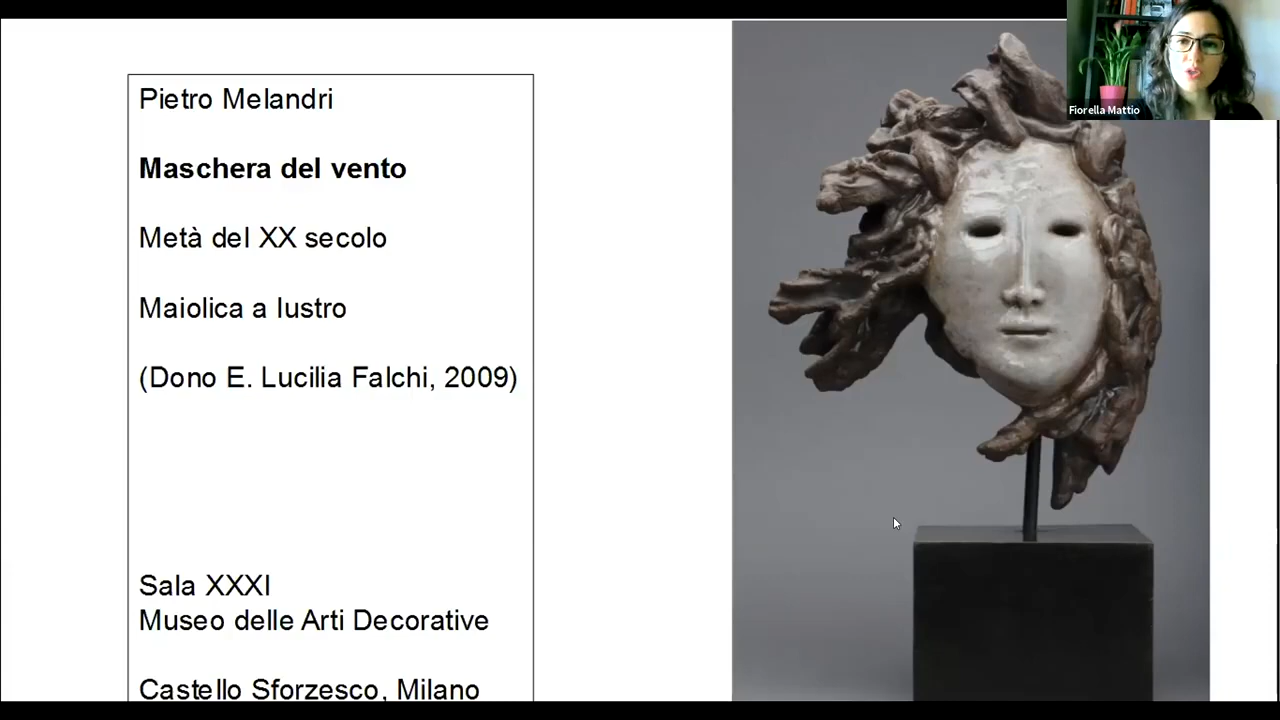 Pietro Melandri
Maschera del vento
Metà del XX secolo
Maiolica a lustro
(Dono E. Lucilia Falchi, 2009)
Sala XXXI
Museo delle Arti Decorative
Castello Sforzesco, Milano
Fiorella Mattio